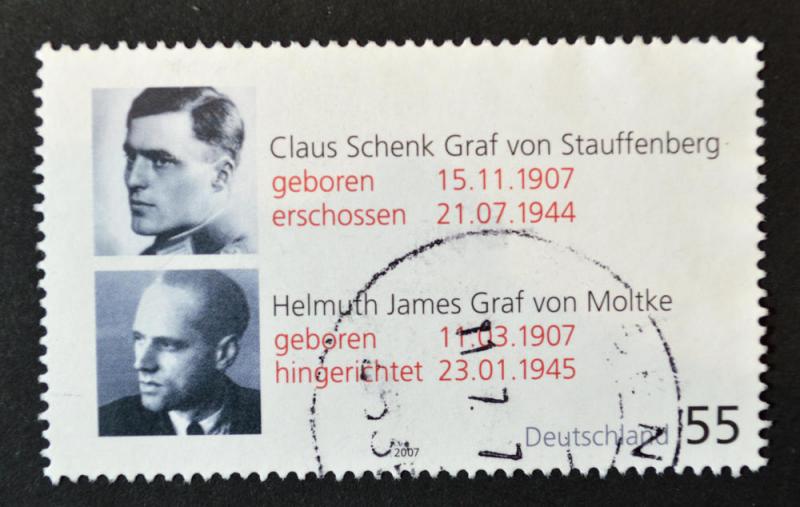 Claus Schenk Graf von Stauffenberg
geboren 15.11.1907
erschossen 21.07.1944
Helmuth James Graf von Moltke
geboren 11.03.1907
hingerichtet 23.01.1945
Deutschland 55
2007